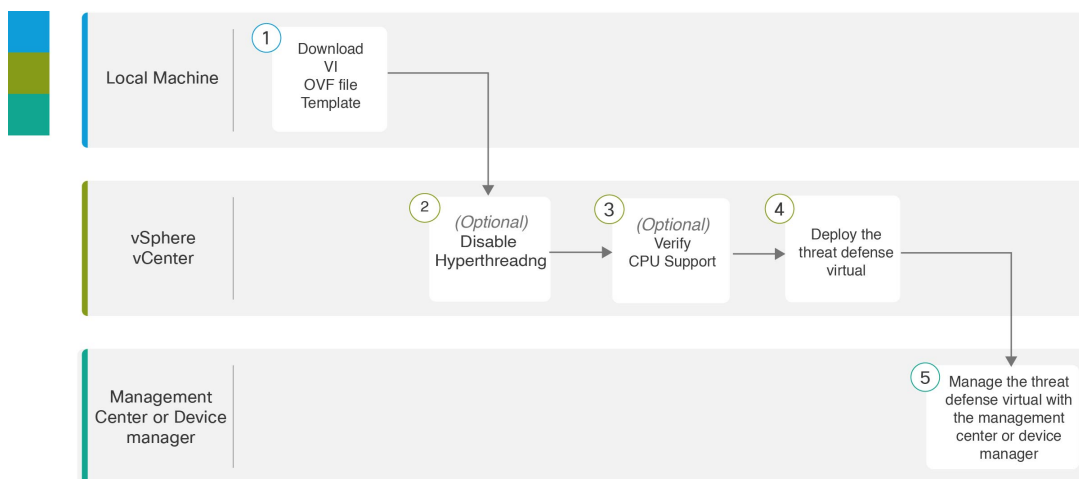 Local Machine
1
Download
VI
OVF file
Template
vSphere
vCenter
2
(Optional)
Disable
Hyperthreadng
3
(Optional)
Verify
CPU Support
4
Deploy the
threat defense
virtual
Management
Center or Device
manager
5
Manage the threat
defense virtual with
the management
center or device
manager